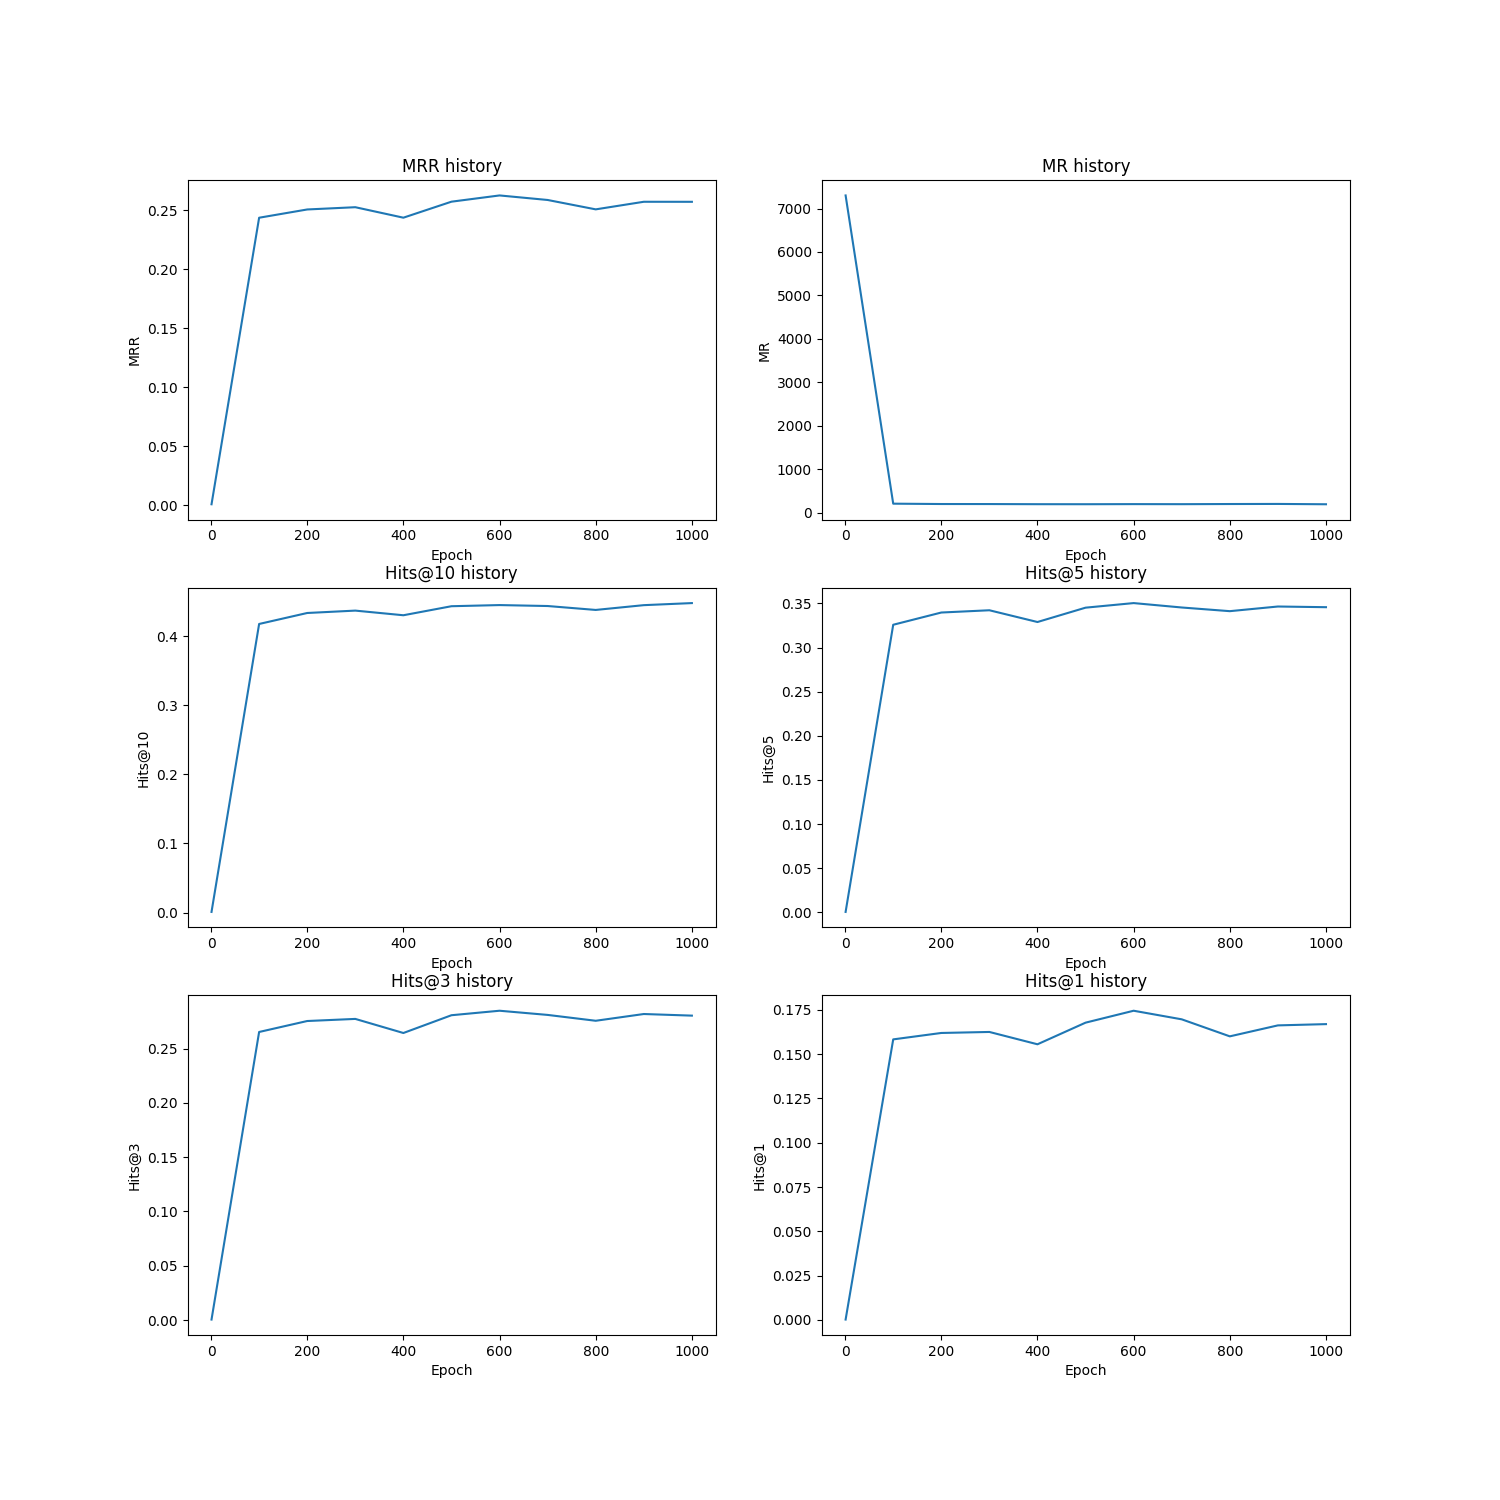 MRR history
0.25
0.20
0.15
0.10
0.05
0.00
MRR
0 200 400 600 800 1000
Epoch
MR history
7000
6000
5000
4000
3000
2000
1000
0
MR
0 200 400 600 800 1000
Epoch
Hits@10 history
0.4
0.3
0.2
0.1
0.0
Hits@10
0 200 400 600 800 1000
Epoch
Hits@5 history
0.35
0.30
0.25
0.20
0.15
0.10
0.05
0.00
Hits@5
0 200 400 600 800 1000
Epoch
Hits@3 history
0.25
0.20
0.15
0.10
0.05
0.00
Hits@3
0 200 400 600 800 1000
Epoch
Hits@1 history
0.175
0.150
0.125
0.100
0.075
0.050
0.025
0.000
Hits@1
0 200 400 600 800 1000
Epoch